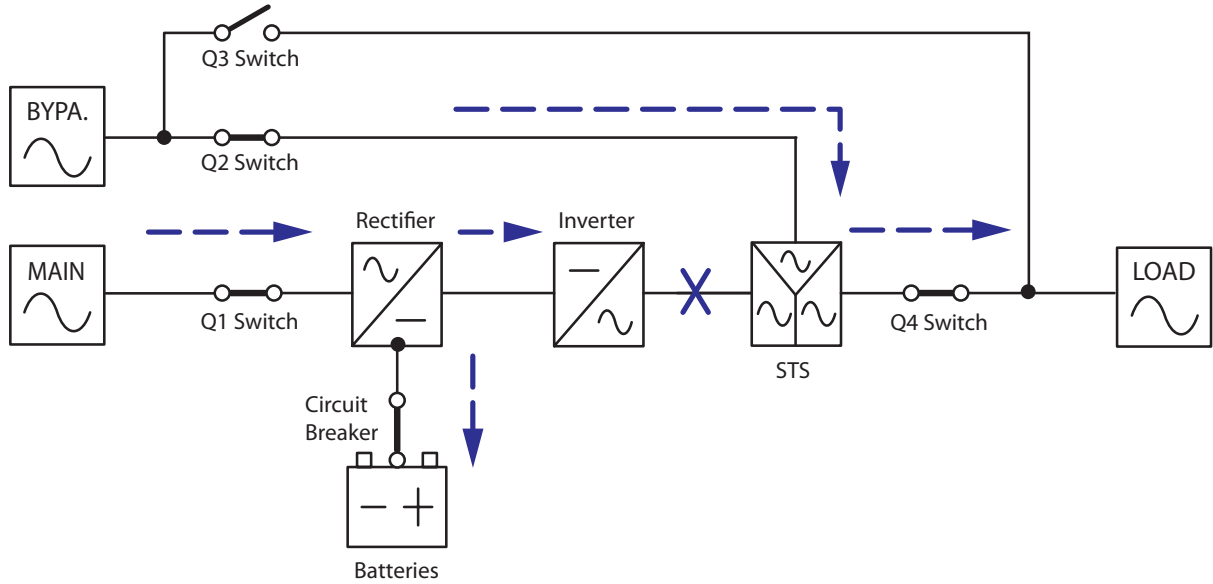 Q3 Switch
BYPA.
Q2 Switch
Rectifier
Inverter
MAIN
LOAD
Q1 Switch
Q4 Switch
STS
Circuit
Breaker
Batteries